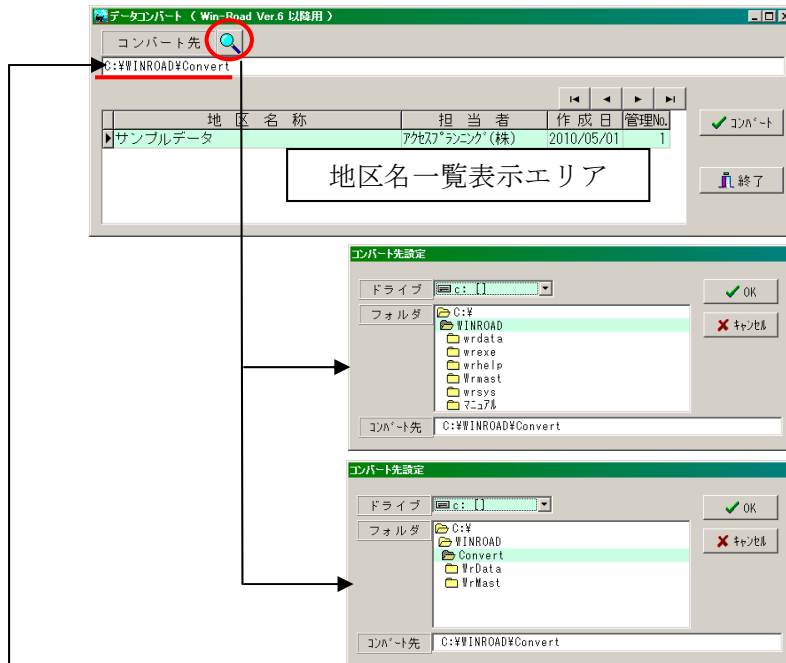 データコンバート ( Win-Road Ver.6 以降用 )
コンバート先
C:¥WINROAD¥Convert
地 区 名 称 担 当 者 作 成 日 管理No.
サンプルデータ ｱｸｾｽﾌﾟﾗﾝﾆﾝｸﾞ(株) 2010/05/01 1
ｺﾝﾊﾞｰﾄ
地区名一覧表示エリア
終了
コンバート先設定
ドライブ c: []
OK
フォルダ C:¥
ｷｬﾝｾﾙ
WINROAD
wrdata
wrexe
wrhelp
Wrmast
wrsys
ﾏﾆｭｱﾙ
ｺﾝﾊﾞｰﾄ先 C:¥WINROAD¥Convert
コンバート先設定
ドライブ c: []
OK
フォルダ C:¥
WINROAD
ｷｬﾝｾﾙ
Convert
WrData
WrMast
ｺﾝﾊﾞｰﾄ先 C:¥WINROAD¥Convert